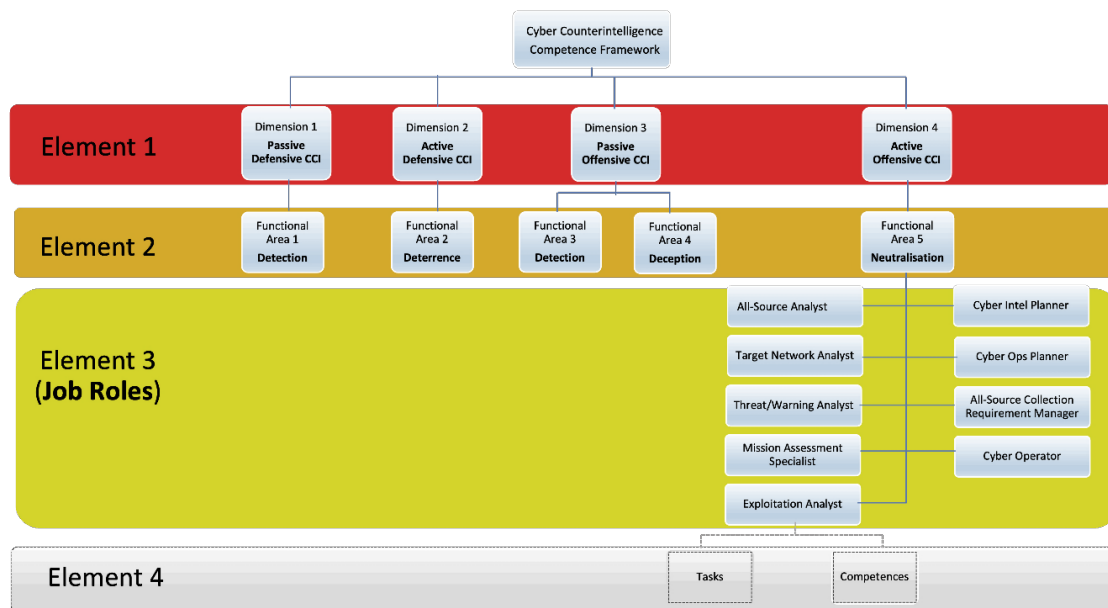 Cyber Counterintelligence
Competence Framework
Element 1
Dimension 1
Passive
Defensive CCI
Dimension 2
Active
Defensive CCI
Dimension 3
Passive
Offensive CCI
Dimension 4
Active
Offensive CCI
Element 2
Functional
Area 1
Detection
Functional
Area 2
Deterrence
Functional
Area 3
Detection
Functional
Area 4
Deception
Functional
Area 5
Neutralisation
Element 3
(Job Roles)
All-Source Analyst
Cyber Intel Planner
Target Network Analyst
Cyber Ops Planner
Threat/Warning Analyst
All-Source Collection
Requirement Manager
Mission Assessment
Specialist
Cyber Operator
Exploitation Analyst
Element 4
Tasks
Competences